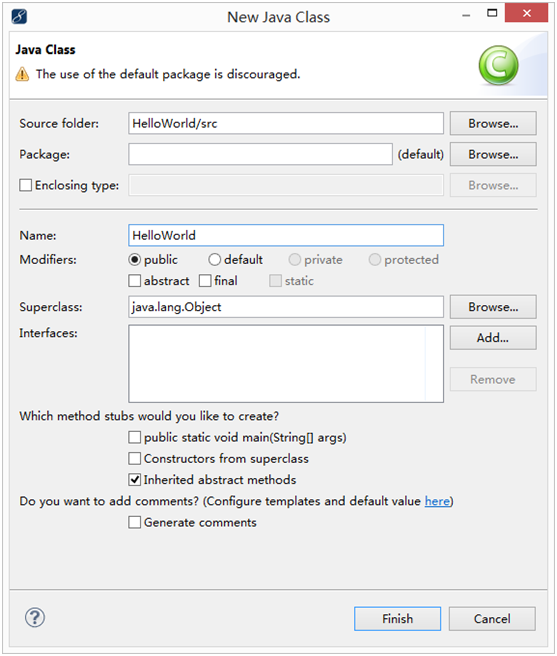 New Java Class
Java Class
The use of the default package is discouraged.
Source folder: HelloWorld/src Browse...
Package: (default) Browse...
Enclosing type: Browse...
Name: HelloWorld
Modifiers: public default private protected
abstract final static
Superclass: java.lang.Object Browse...
Interfaces: Add...
Remove
Which method stubs would you like to create?
public static void main(String[] args)
Constructors from superclass
Inherited abstract methods
Do you want to add comments? (Configure templates and default value here)
Generate comments
Finish Cancel